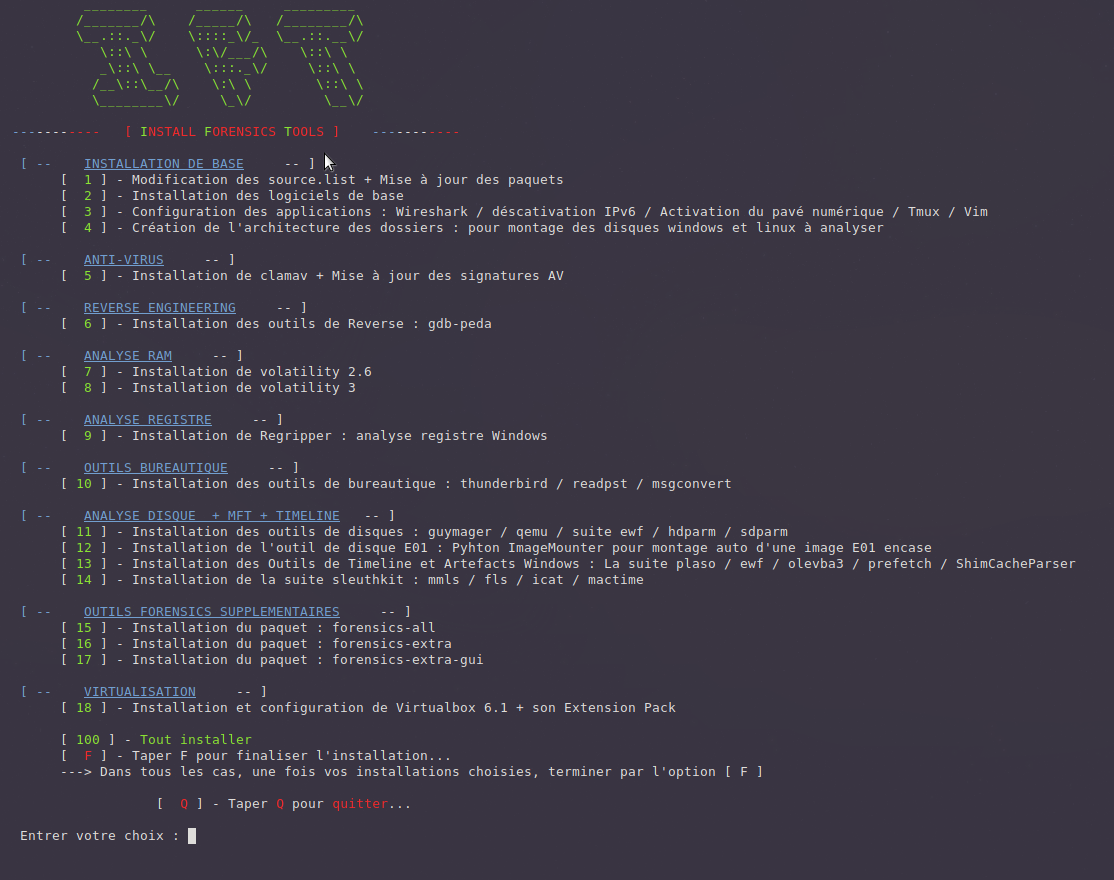 ---------- [ INSTALL FORENSICS TOOLS ] -----------
[ -- INSTALLATION DE BASE -- ]
[ 1 ] - Modification des source.list + Mise à jour des paquets
[ 2 ] - Installation des logiciels de base
[ 3 ] - Configuration des applications : Wireshark / déscativation IPv6 / Activation du pavé numérique / Tmux / Vim
[ 4 ] - Création de l'architecture des dossiers : pour montage des disques windows et linux à analyser
[ -- ANTI-VIRUS -- ]
[ 5 ] - Installation de clamav + Mise à jour des signatures AV
[ -- REVERSE ENGINEERING -- ]
[ 6 ] - Installation des outils de Reverse : gdb-peda
[ -- ANALYSE RAM -- ]
[ 7 ] - Installation de volatility 2.6
[ 8 ] - Installation de volatility 3
[ -- ANALYSE REGISTRE -- ]
[ 9 ] - Installation de Regripper : analyse registre Windows
[ -- OUTILS BUREAUTIQUE -- ]
[ 10 ] - Installation des outils de bureautique : thunderbird / readpst / msgconvert
[ -- ANALYSE DISQUE + MFT + TIMELINE -- ]
[ 11 ] - Installation des outils de disques : guymager / qemu / suite ewf / hdparm / sdparm
[ 12 ] - Installation de l'outil de disque E01 : Pyhton ImageMounter pour montage auto d'une image E01 encase
[ 13 ] - Installation des Outils de Timeline et Artefacts Windows : La suite plaso / ewf / olevba3 / prefetch / ShimCacheParser
[ 14 ] - Installation de la suite sleuthkit : mmls / fls / icat / mactime
[ -- OUTILS FORENSICS SUPPLEMENTAIRES -- ]
[ 15 ] - Installation du paquet : forensics-all
[ 16 ] - Installation du paquet : forensics-extra
[ 17 ] - Installation du paquet : forensics-extra-gui
[ -- VIRTUALISATION -- ]
[ 18 ] - Installation et configuration de Virtualbox 6.1 + son Extension Pack
[ 100 ] - Tout installer
[ F ] - Taper F pour finaliser l'installation...
---> Dans tous les cas, une fois vos installations choisies, terminer par l'option [ F ]
[ Q ] - Taper Q pour quitter...
Entrer votre choix :